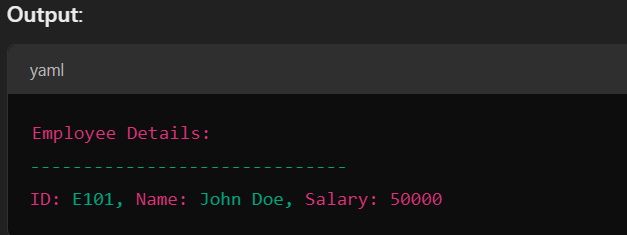 Output:
yaml
Employee Details:
------------------------------
ID: E101, Name: John Doe, Salary: 50000